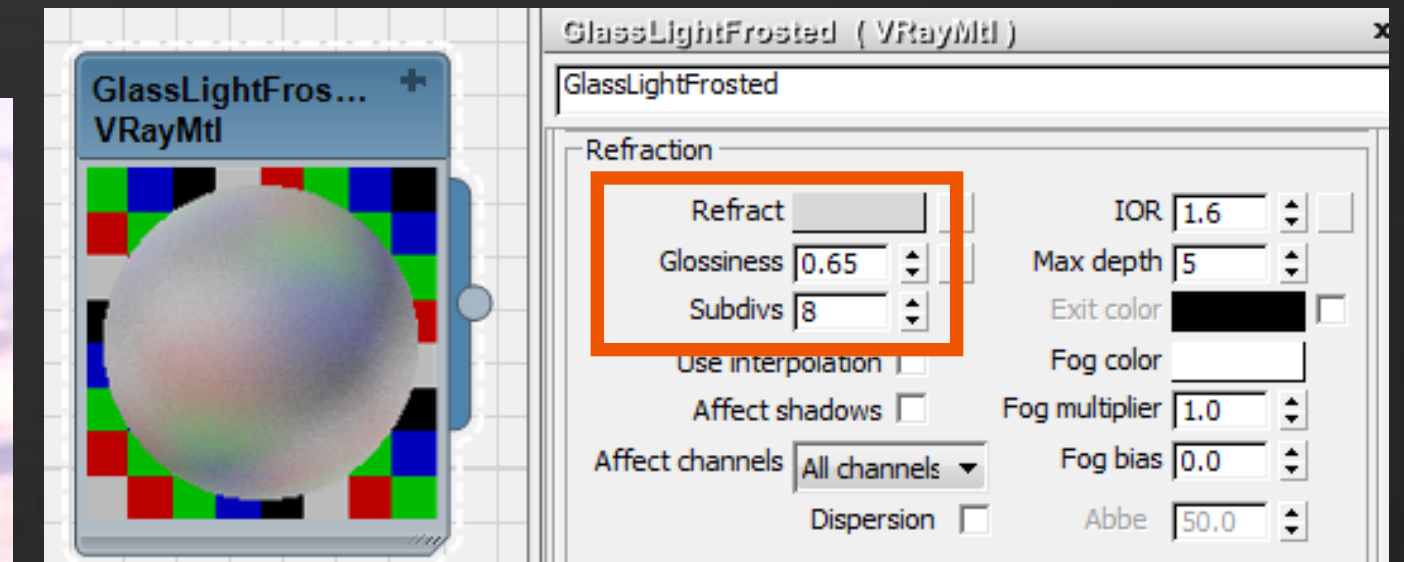 GlassLightFros...
VRayMtl
GlassLightFrosted ( VRayMtl ) x
GlassLightFrosted
Refraction
Refract
IOR 1.6
Glossiness 0.65
Max depth 5
Subdivs 8
Exit color
Use interpolation
Fog color
Affect shadows
Fog multiplier 1.0
Affect channels All channels
Fog bias 0.0
Dispersion
Abbe 50.0